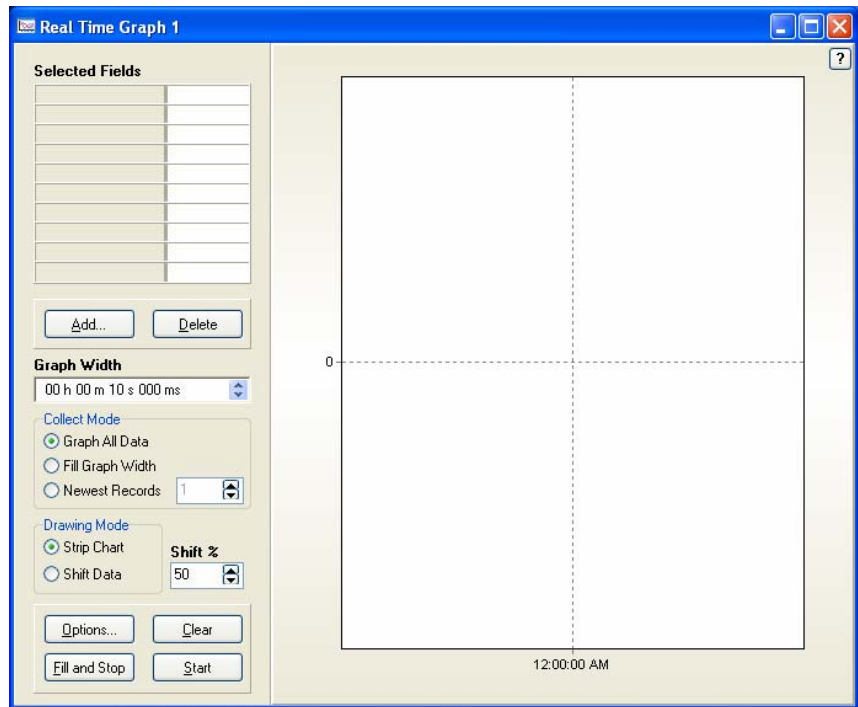 Real Time Graph 1
?
Selected Fields
Add...
Delete
Graph Width
00 h 00 m 10 s 000 ms
Collect Mode
Graph All Data
Fill Graph Width
Newest Records 1
Drawing Mode
Strip Chart
Shift Data
Shift %
50
Options...
Clear
Fill and Stop
Start
0
12:00:00 AM